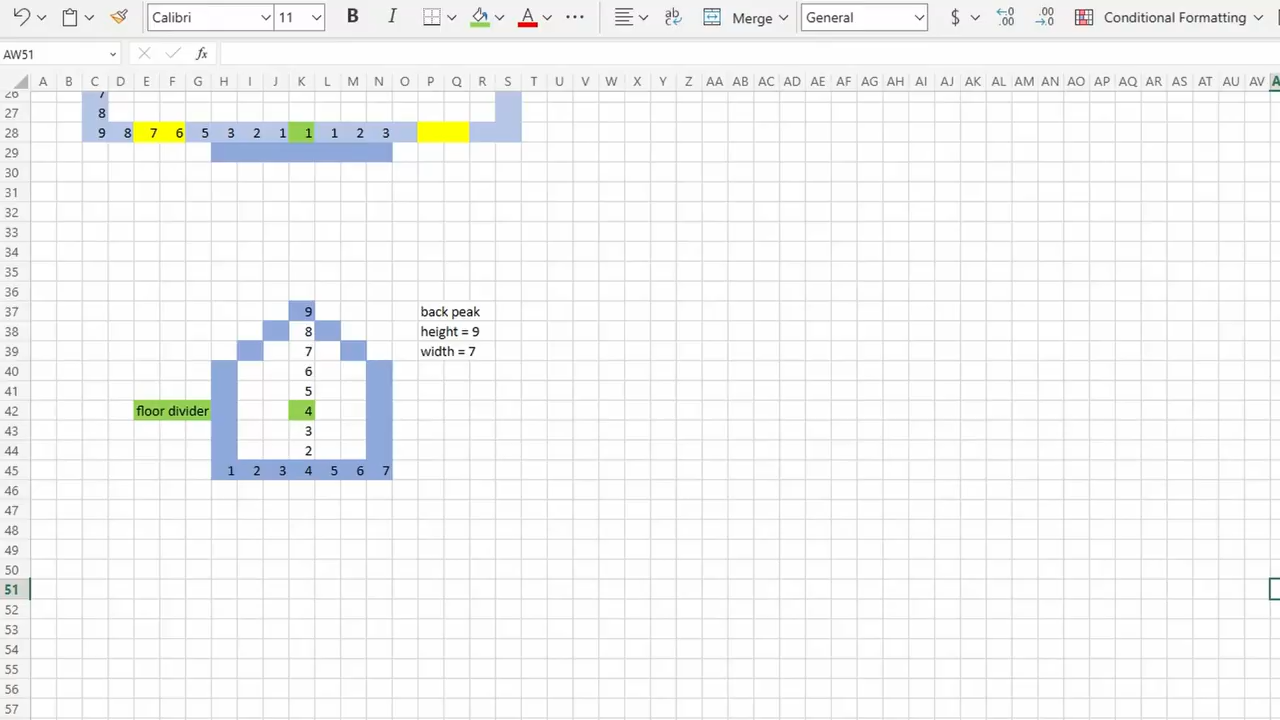 Calibri 11 B I A ... ab Merge General $ Conditional Formatting
AW51 fx
A B C D E F G H I J K L M N O P Q R S T U V W X Y Z AA AB AC AD AE AF AG AH AI AJ AK AL AM AN AO AP AQ AR AS AT AU AV A
26 7
27 8
28 9 8 7 6 5 3 2 1 1 1 2 3
29
30
31
32
33
34
35
36
37 9 back peak
38 8 height = 9
39 7 width = 7
40 6
41 5
42 floor divider 4
43 3
44 2
45 1 2 3 4 5 6 7
46
47
48
49
50
51
52
53
54
55
56
57